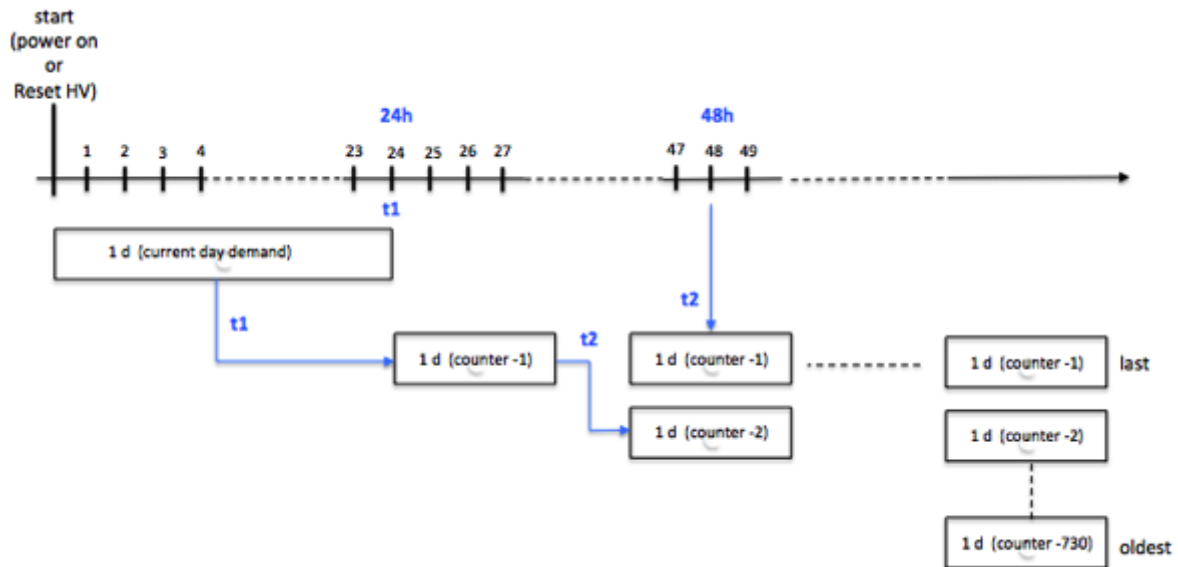 start
(power on
or
Reset HV)
24h
48h
1 2 3 4 23 24 25 26 27 47 48 49
t1
1 d (current day demand)
t1
t2
t2
1 d (counter -1)
1 d (counter -1)
1 d (counter -1)
last
1 d (counter -2)
1 d (counter -2)
1 d (counter -730)
oldest